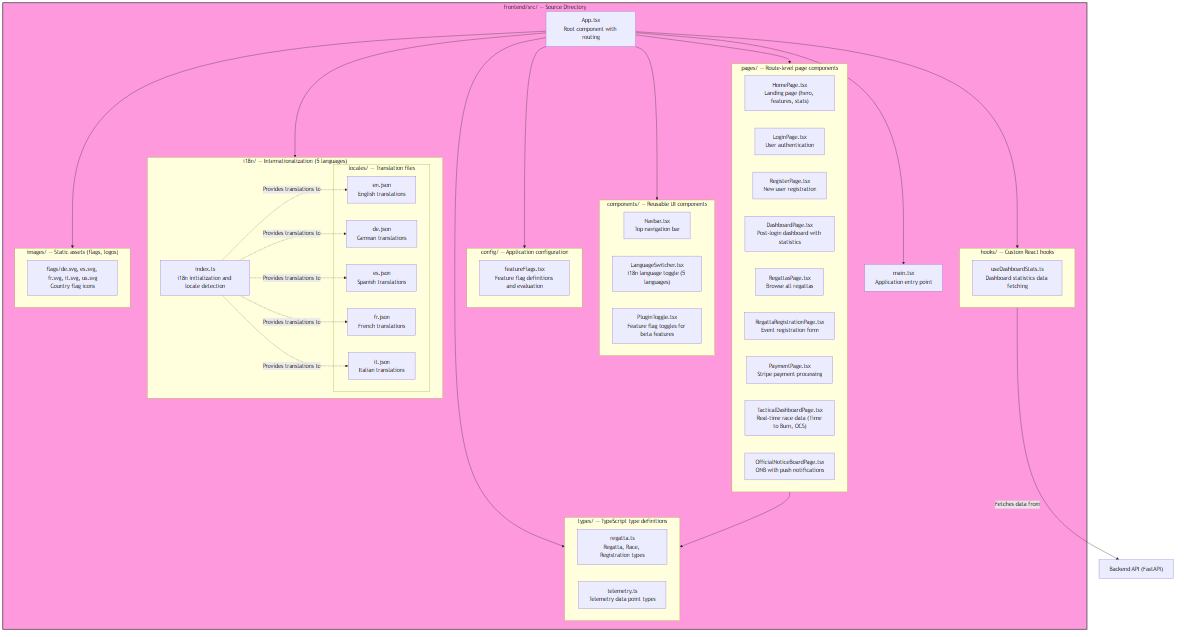 frontend/src/ — Source Directory
App.tsx
Root component with
routing
pages/ — Route-level page components
HomePage.tsx
Landing page (hero,
features, stats)
LoginPage.tsx
User authentication
RegisterPage.tsx
New user registration
DashboardPage.tsx
Post-login dashboard with
statistics
RegattasPage.tsx
Browse all regattas
RegattaRegistrationPage.tsx
Event registration form
PaymentPage.tsx
Stripe payment processing
TacticalDashboardPage.tsx
Real-time race data (Time
to Burn, OCS)
OfficialNoticeBoardPage.tsx
ONB with push notifications
i18n/ — Internationalization (5 languages)
locales/ — Translation files
index.ts
i18n initialization and
locale detection
Provides translations to
en.json
English translations
Provides translations to
de.json
German translations
Provides translations to
es.json
Spanish translations
Provides translations to
fr.json
French translations
Provides translations to
it.json
Italian translations
components/ — Reusable UI components
Navbar.tsx
Top navigation bar
LanguageSwitcher.tsx
i18n language toggle (5
languages)
PluginToggle.tsx
Feature flag toggles for
beta features
images/ — Static assets (flags, logos)
flags/de.svg, es.svg,
fr.svg, it.svg, us.svg
Country flag icons
config/ — Application configuration
featureFlags.tsx
Feature flag definitions
and evaluation
main.tsx
Application entry point
hooks/ — Custom React hooks
useDashboardStats.ts
Dashboard statistics data
fetching
Fetches data from
Backend API (FastAPI)
types/ — TypeScript type definitions
regatta.ts
Regatta, Race,
Registration types
telemetry.ts
Telemetry data point types